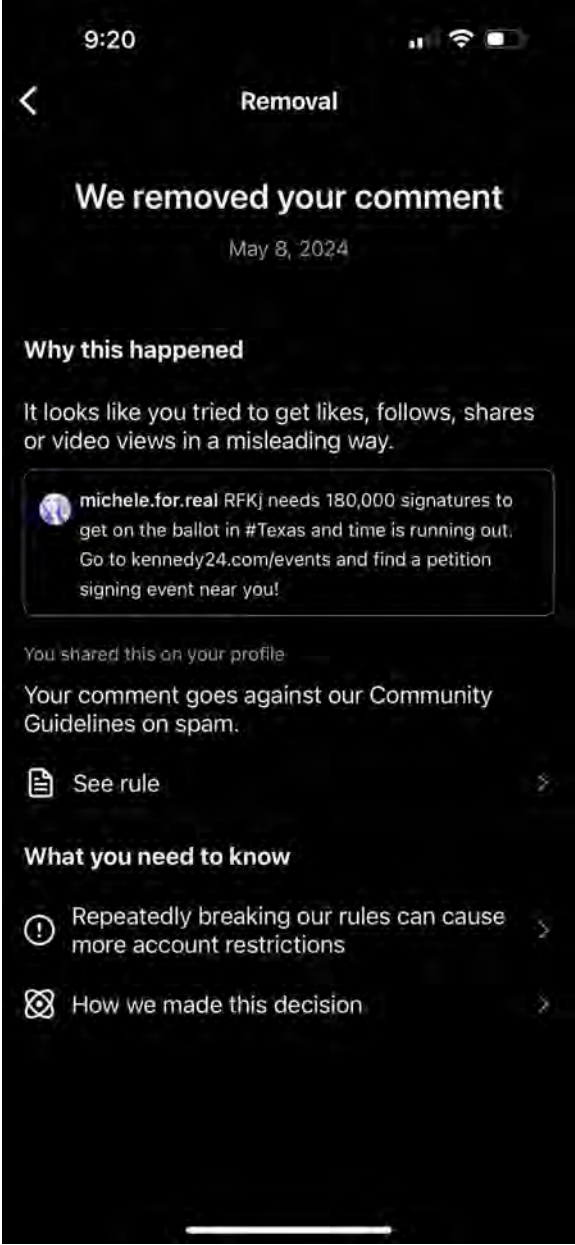 9:20
Removal
We removed your comment
May 8, 2024
Why this happened
It looks like you tried to get likes, follows, shares
or video views in a misleading way.
michele.for.real RFKj needs 180,000 signatures to
get on the ballot in #Texas and time is running out.
Go to kennedy24.com/events and find a petition
signing event near you!
You shared this on your profile
Your comment goes against our Community
Guidelines on spam.
See rule
What you need to know
Repeatedly breaking our rules can cause
more account restrictions
How we made this decision